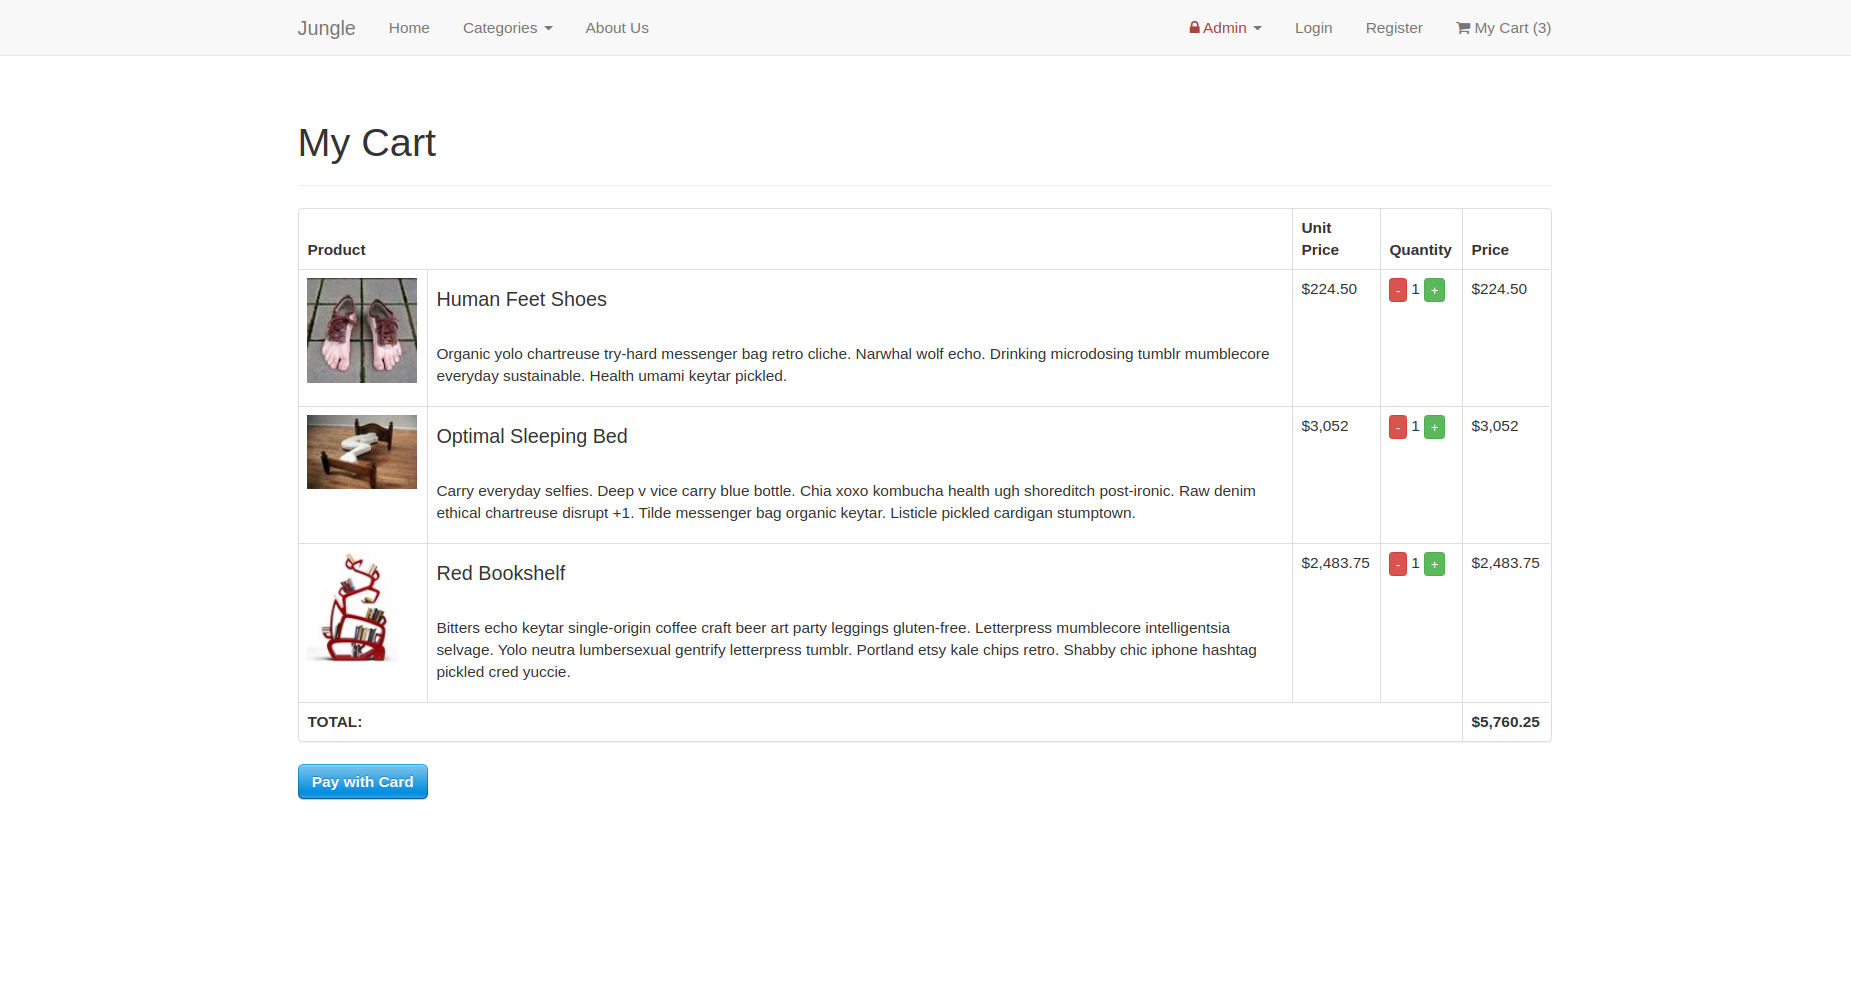 Jungle Home Categories About Us Admin Login Register My Cart (3)
My Cart
Product Unit Price Quantity Price
Human Feet Shoes $224.50 - 1 + $224.50
Organic yolo chartreuse try-hard messenger bag retro cliche. Narwhal wolf echo. Drinking microdosing tumblr mumblecore
everyday sustainable. Health umami keytar pickled.
Optimal Sleeping Bed $3,052 - 1 + $3,052
Carry everyday selfies. Deep v vice carry blue bottle. Chia xoxo kombucha health ugh shoreditch post-ironic. Raw denim
ethical chartreuse disrupt +1. Tilde messenger bag organic keytar. Listicle pickled cardigan stumptown.
Red Bookshelf $2,483.75 - 1 + $2,483.75
Bitters echo keytar single-origin coffee craft beer art party leggings gluten-free. Letterpress mumblecore intelligentsia
selvage. Yolo neutra lumbersexual gentrify letterpress tumblr. Portland etsy kale chips retro. Shabby chic iphone hashtag
pickled cred yuccie.
TOTAL: $5,760.25
Pay with Card